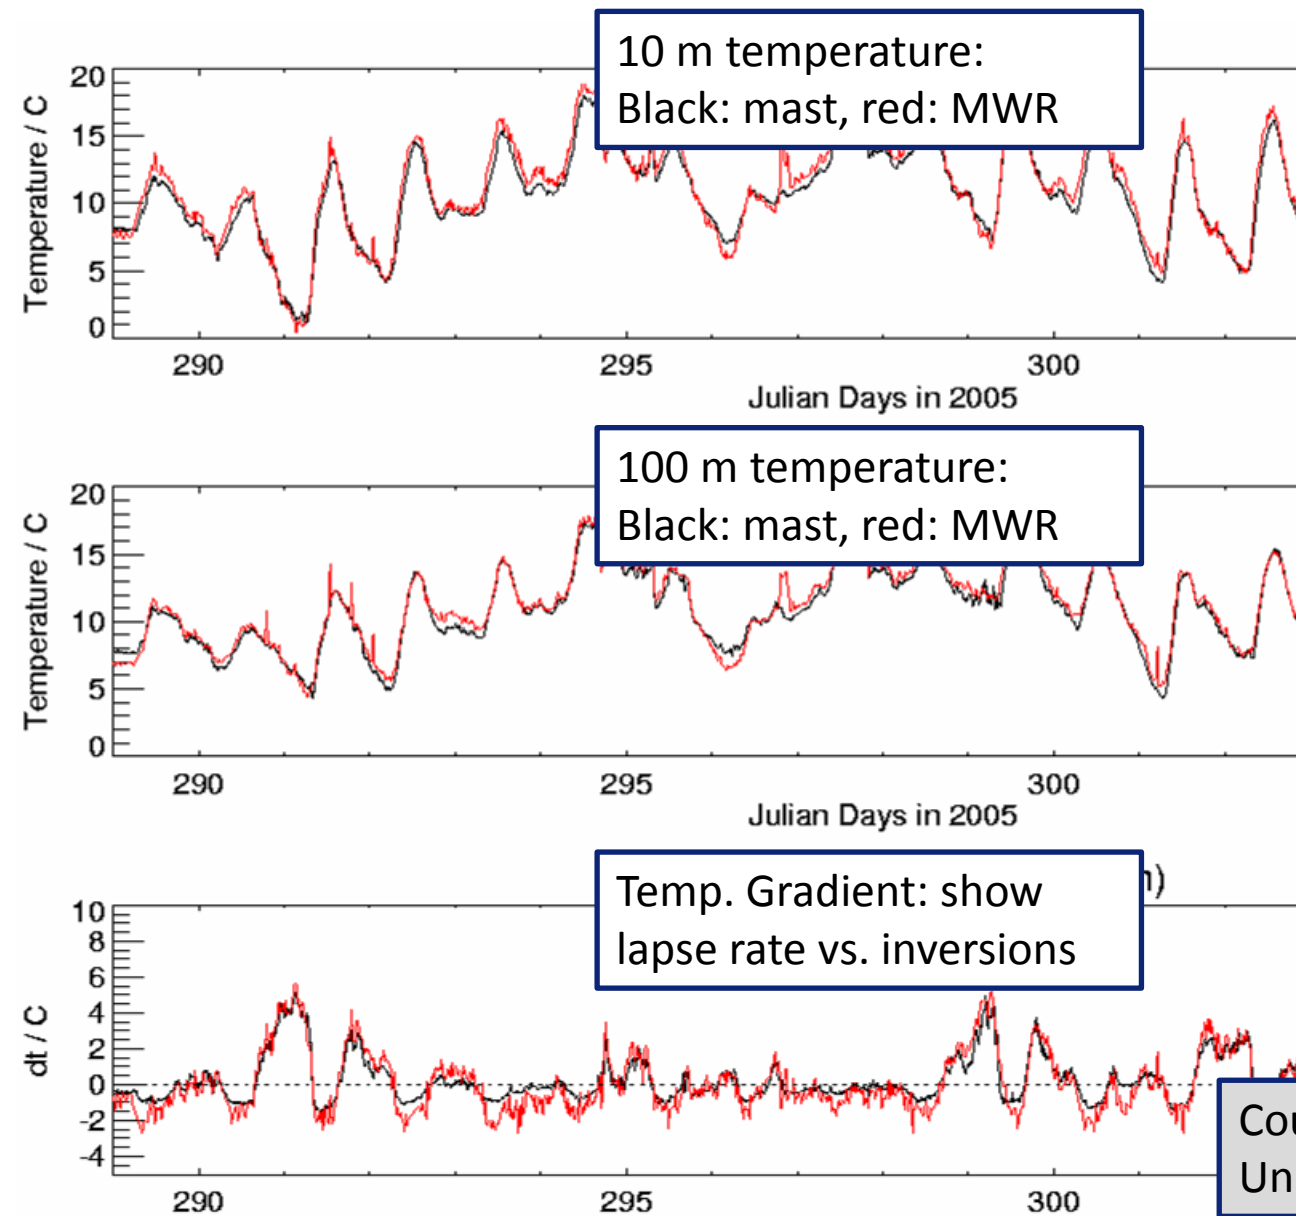 10 m temperature:
Black: mast, red: MWR
Temperature / C
20
15
10
5
0
290
295
300
Julian Days in 2005
100 m temperature:
Black: mast, red: MWR
Temperature / C
20
15
10
5
0
290
295
300
Julian Days in 2005
Temp. Gradient: show
lapse rate vs. inversions
dt / C
10
8
6
4
2
0
-2
-4
290
295
300